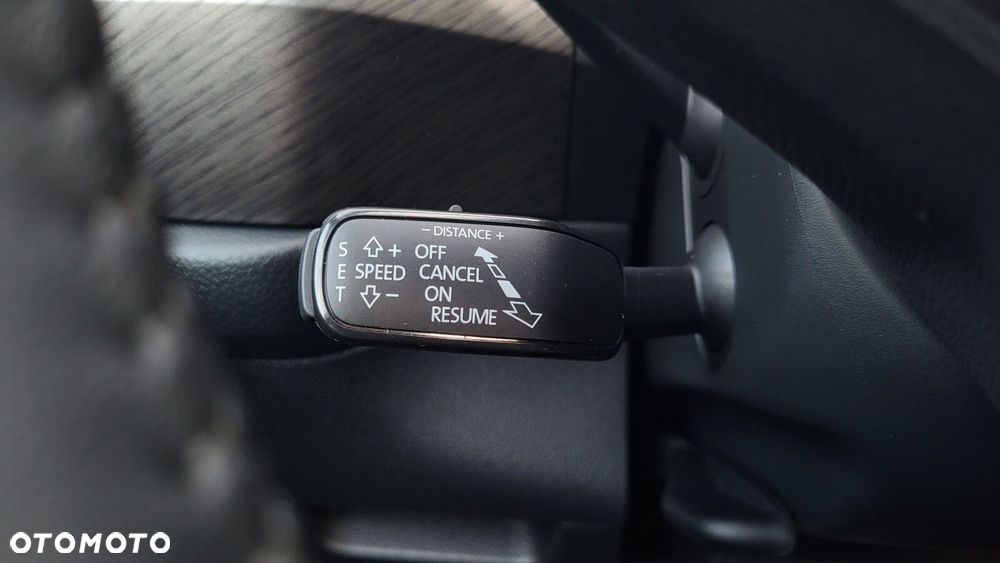 - DISTANCE +
S + OFF
E SPEED CANCEL
T - ON
RESUME
OTOMOTO